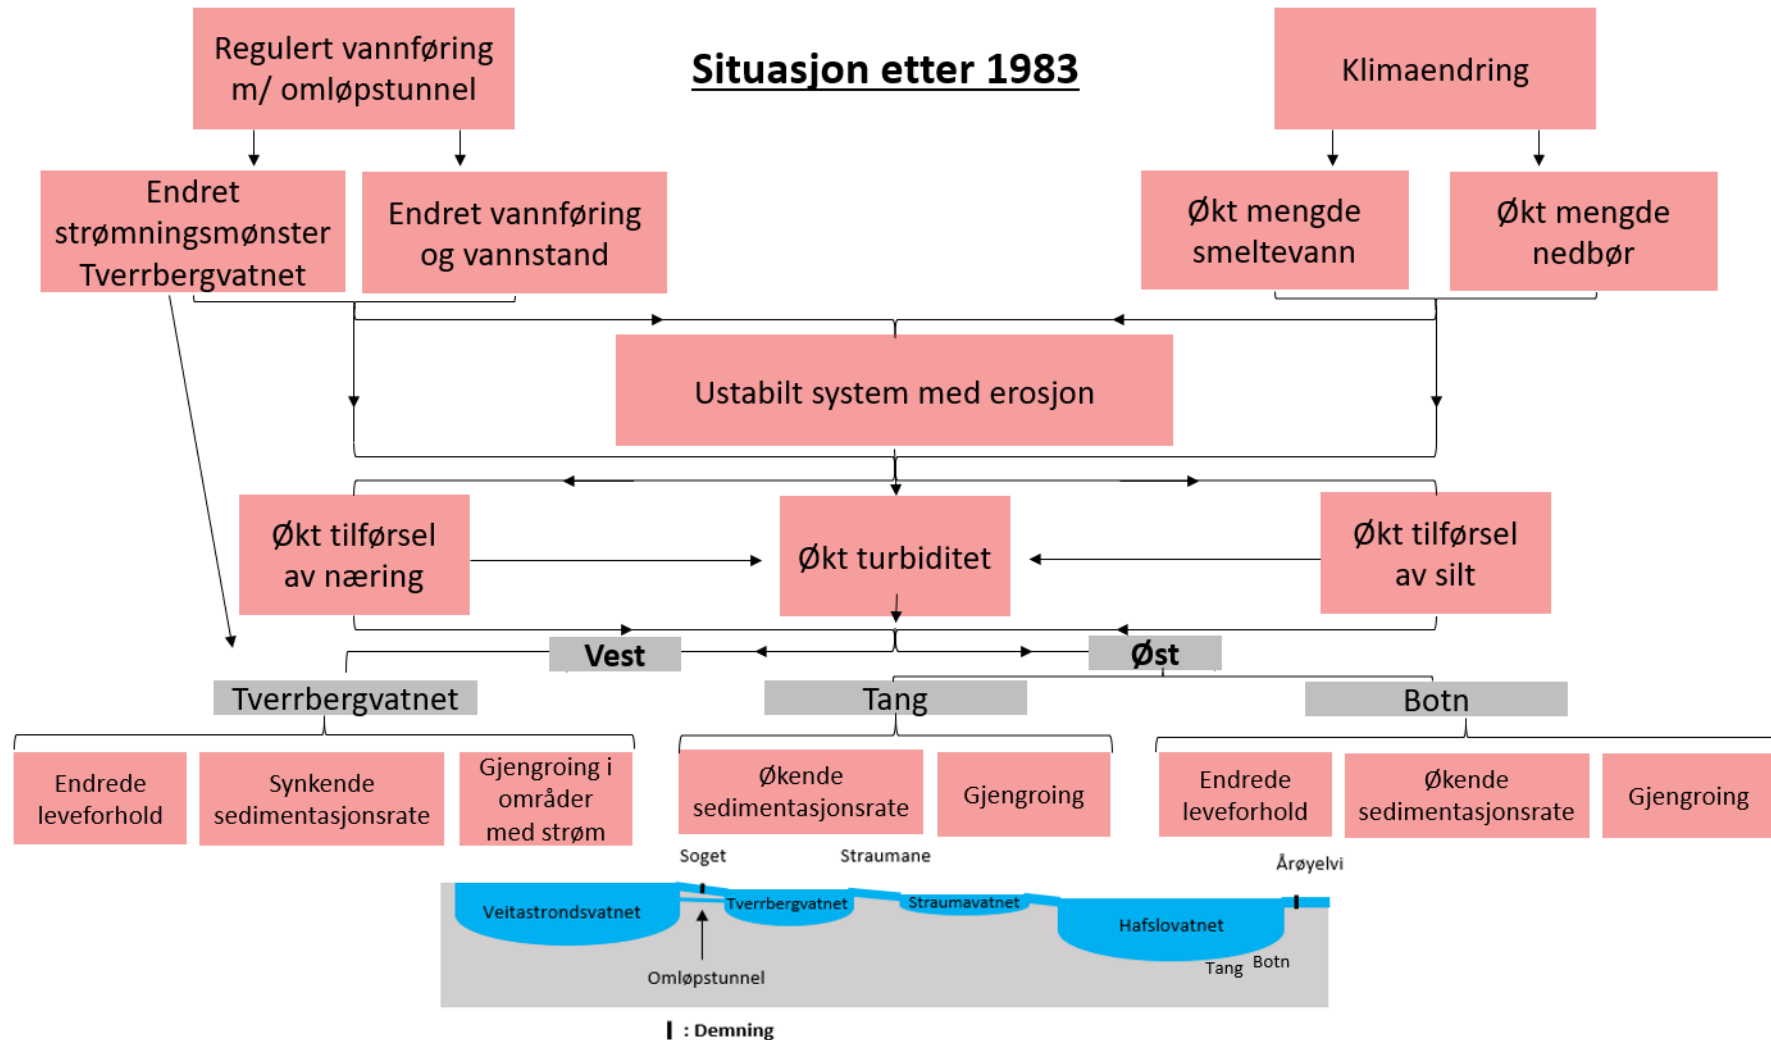 Situasjon etter 1983
Regulert vannføring
m/ omløpstunnel
Klimaendring
Endret
strømningsmønster
Tverrbergvatnet
Endret vannføring
og vannstand
Økt mengde
smeltevann
Økt mengde
nedbør
Ustabilt system med erosjon
Økt tilførsel
av næring
Økt turbiditet
Økt tilførsel
av silt
Vest
Øst
Tverrbergvatnet
Tang
Botn
Endrede
leveforhold
Synkende
sedimentasjonsrate
Gjengroing i
områder
med strøm
Økende
sedimentasjonsrate
Gjengroing
Endrede
leveforhold
Økende
sedimentasjonsrate
Gjengroing
Soget
Straumane
Årøyelvi
Veitastrondsvatnet
Tverrbergvatnet
Straumavatnet
Hafslovatnet
Tang
Botn
Omløpstunnel
: Demning